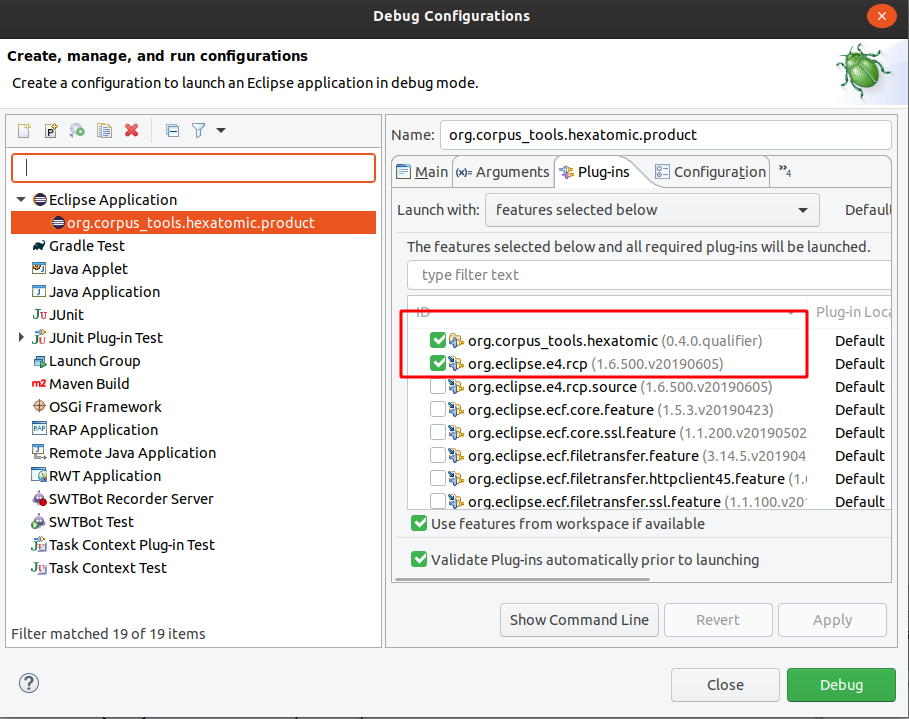 Debug Configurations
Create, manage, and run configurations
Create a configuration to launch an Eclipse application in debug mode.
Eclipse Application
org.corpus_tools.hexatomic.product
Gradle Test
Java Applet
Java Application
JUnit
JUnit Plug-in Test
Launch Group
Maven Build
OSGi Framework
RAP Application
Remote Java Application
RWT Application
SWTBot Recorder Server
SWTBot Test
Task Context Plug-in Test
Task Context Test
Filter matched 19 of 19 items
Name: org.corpus_tools.hexatomic.product
Main (x)= Arguments Plug-ins Configuration »4
Launch with: features selected below Default
The features selected below and all required plug-ins will be launched.
type filter text
ID Plug-in Loca
org.corpus_tools.hexatomic (0.4.0.qualifier) Default
org.eclipse.e4.rcp (1.6.500.v20190605) Default
org.eclipse.e4.rcp.source (1.6.500.v20190605) Default
org.eclipse.ecf.core.feature (1.5.3.v20190423) Default
org.eclipse.ecf.core.ssl.feature (1.1.200.v20190502 Default
org.eclipse.ecf.filetransfer.feature (3.14.5.v201904 Default
org.eclipse.ecf.filetransfer.httpclient45.feature (1. Default
org.eclipse.ecf.filetransfer.ssl.feature (1.1.100.v201 Default
Use features from workspace if available
Validate Plug-ins automatically prior to launching
Show Command Line Revert Apply
? Close Debug